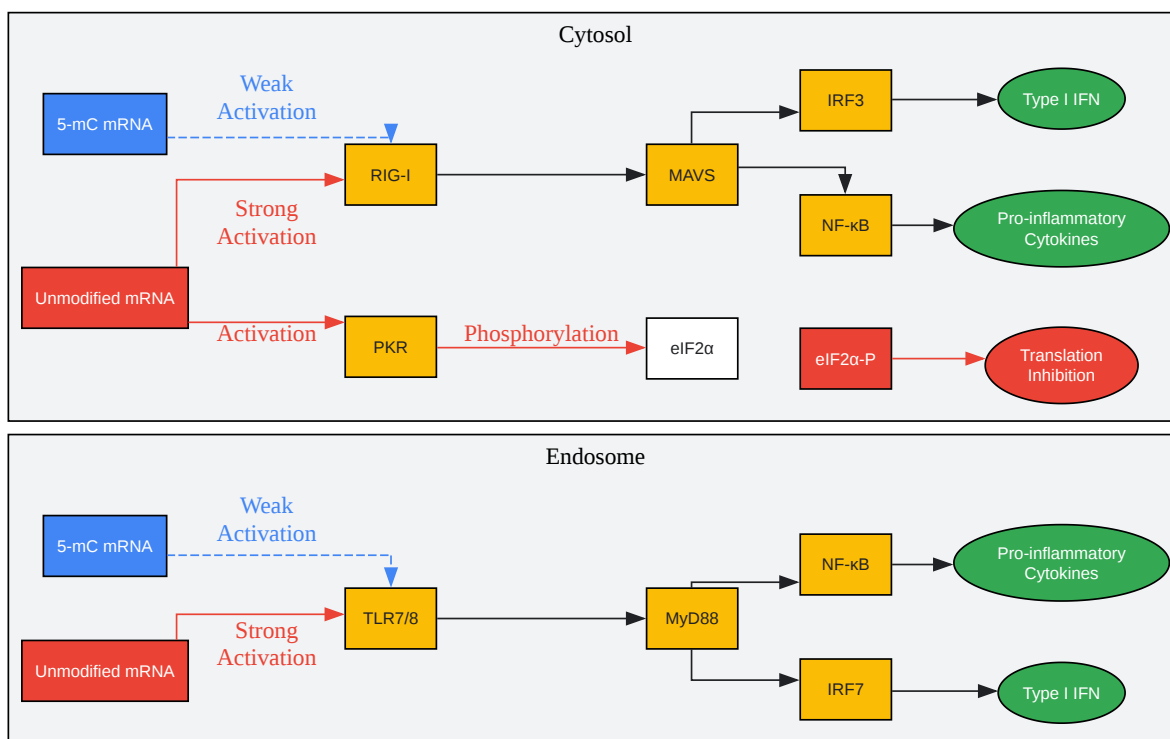 Cytosol
Weak
Activation
5-mC mRNA
IRF3
Type I IFN
RIG-I
MAVS
Strong
Activation
NF-κB
Pro-inflammatory
Cytokines
Unmodified mRNA
Activation
PKR
Phosphorylation
eIF2α
eIF2α-P
Translation
Inhibition
Endosome
Weak
Activation
5-mC mRNA
NF-κB
Pro-inflammatory
Cytokines
TLR7/8
MyD88
Strong
Activation
Unmodified mRNA
IRF7
Type I IFN